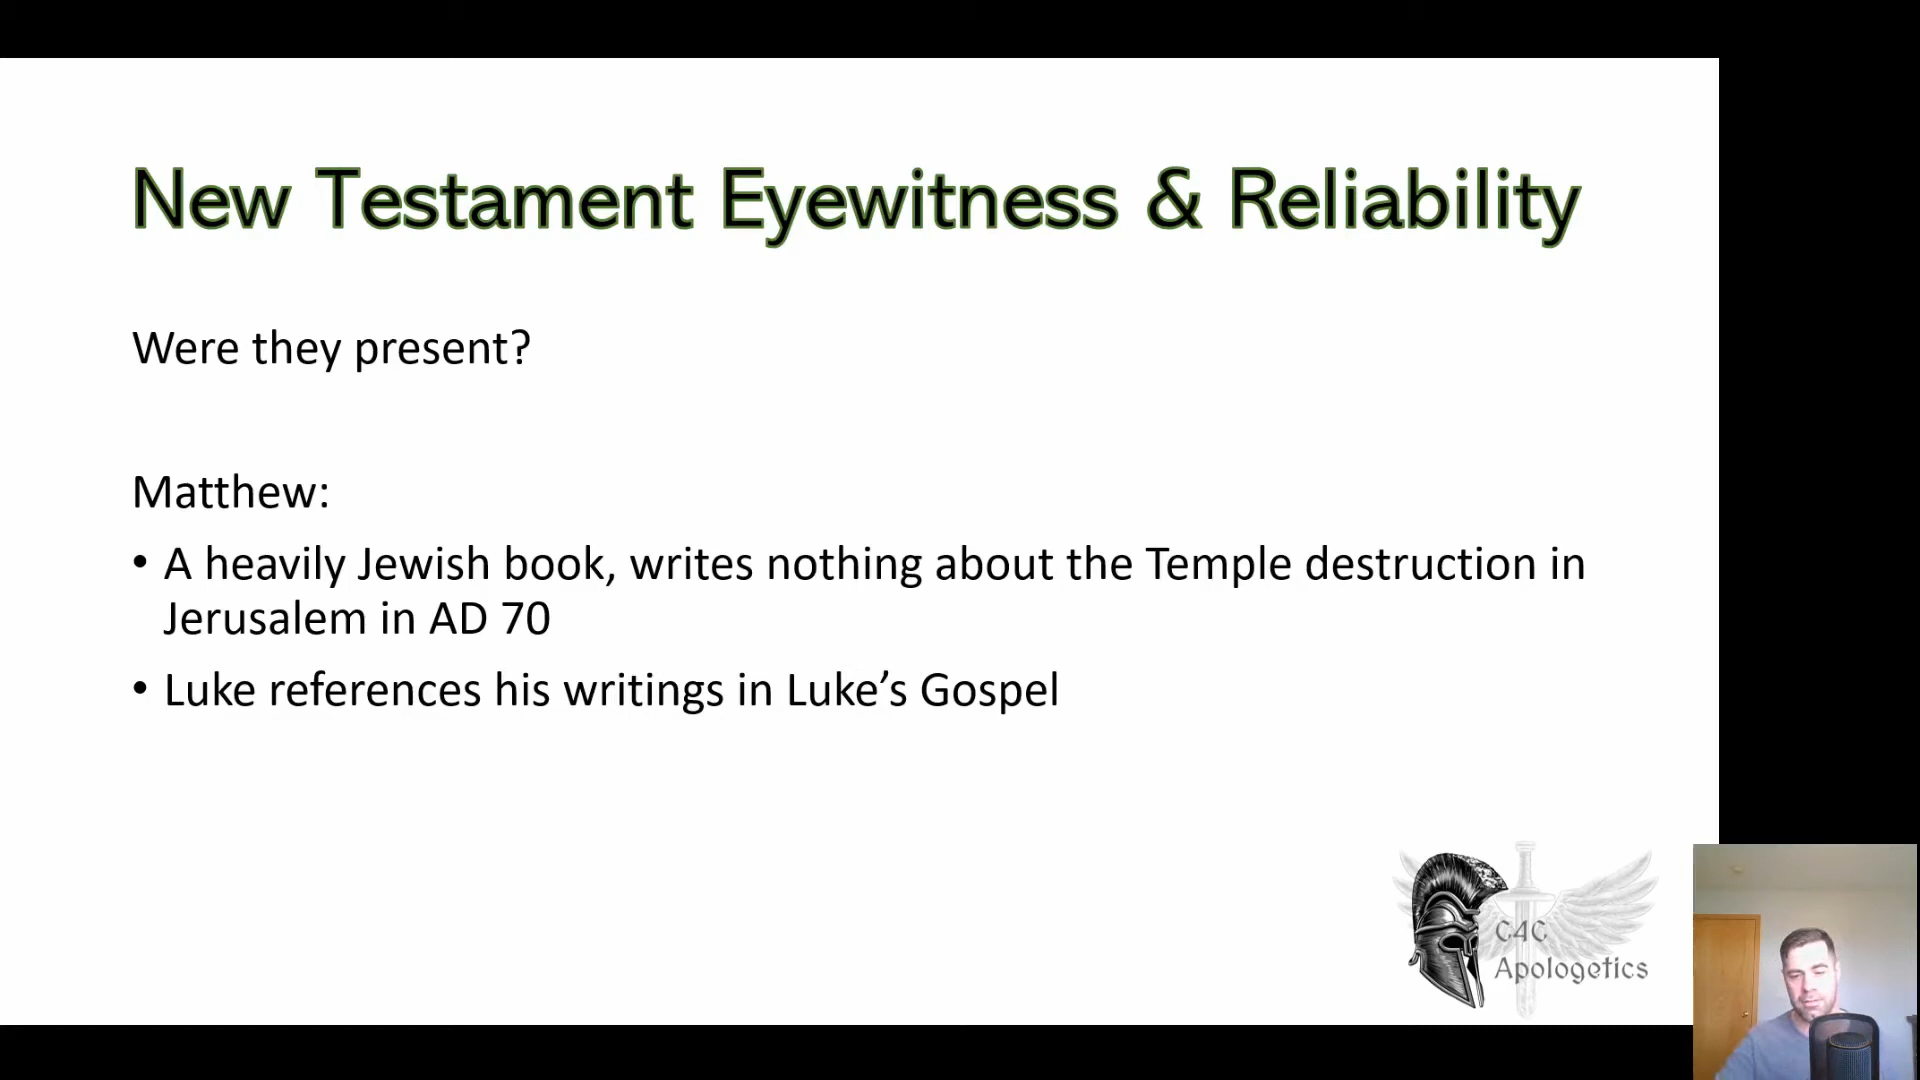 New Testament Eyewitness & Reliability
Were they present?
Matthew:
• A heavily Jewish book, writes nothing about the Temple destruction in
Jerusalem in AD 70
• Luke references his writings in Luke’s Gospel
C4C
Apologetics